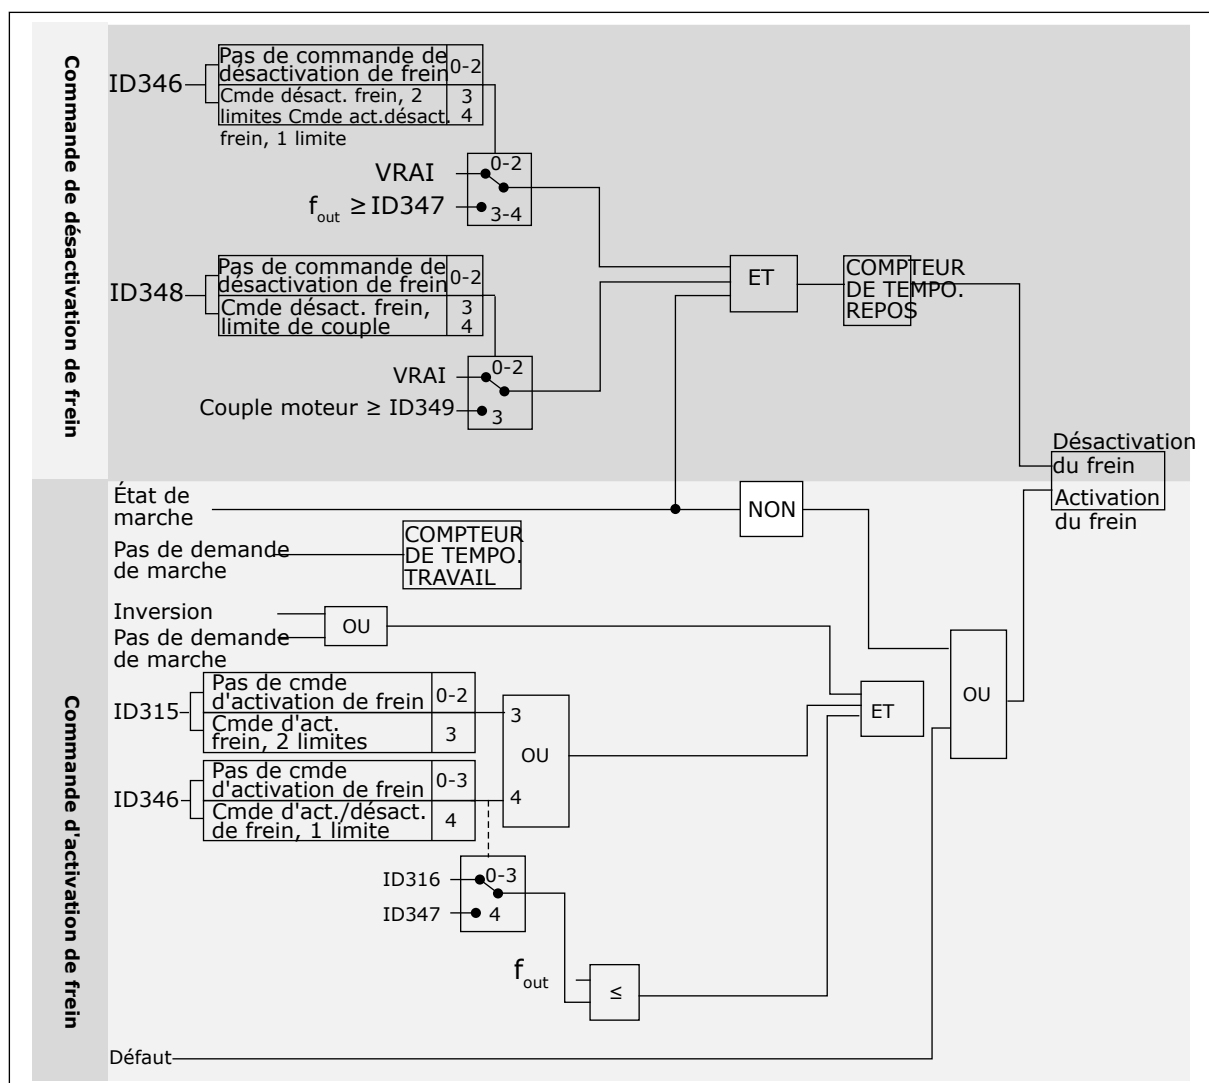 Commande de désactivation de frein
ID346
Pas de commande de
désactivation de frein
0-2
Cmde désact. frein, 2
limites Cmde act.désact.
frein, 1 limite
3
4
VRAI
0-2
fout ≥ ID347
3-4
ID348
Pas de commande de
désactivation de frein
0-2
Cmde désact. frein,
limite de couple
3
4
VRAI
0-2
Couple moteur ≥ ID349
3
ET
COMPTEUR
DE TEMPO.
REPOS
Désactivation
du frein
Activation
du frein
Commande d'activation de frein
État de
marche
NON
Pas de demande
de marche
COMPTEUR
DE TEMPO.
TRAVAIL
Inversion
Pas de demande
de marche
OU
ID315
Pas de cmde
d'activation de frein
0-2
Cmde d'act.
frein, 2 limites
3
3
OU
4
ET
OU
ID346
Pas de cmde
d'activation de frein
0-3
Cmde d'act./désact.
de frein, 1 limite
4
ID316
0-3
ID347
4
fout
≤
Défaut